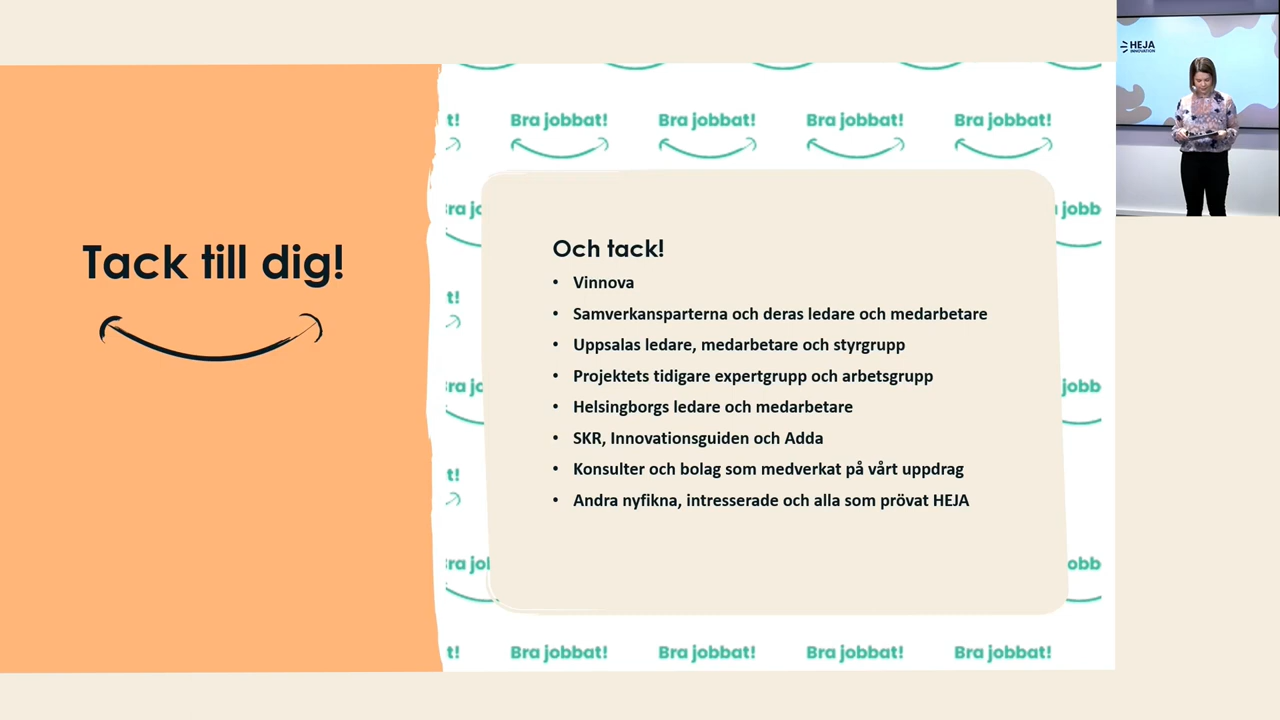 HEJA
INNOVATION
t! Bra jobbat! Bra jobbat! Bra jobbat! Bra jobbat!
Tack till dig!
Och tack!
• Vinnova
• Samverkansparterna och deras ledare och medarbetare
• Uppsalas ledare, medarbetare och styrgrupp
• Projektets tidigare expertgrupp och arbetsgrupp
• Helsingborgs ledare och medarbetare
• SKR, Innovationsguiden och Adda
• Konsulter och bolag som medverkat på vårt uppdrag
• Andra nyfikna, intresserade och alla som prövat HEJA
t! Bra jobbat! Bra jobbat! Bra jobbat! Bra jobbat!